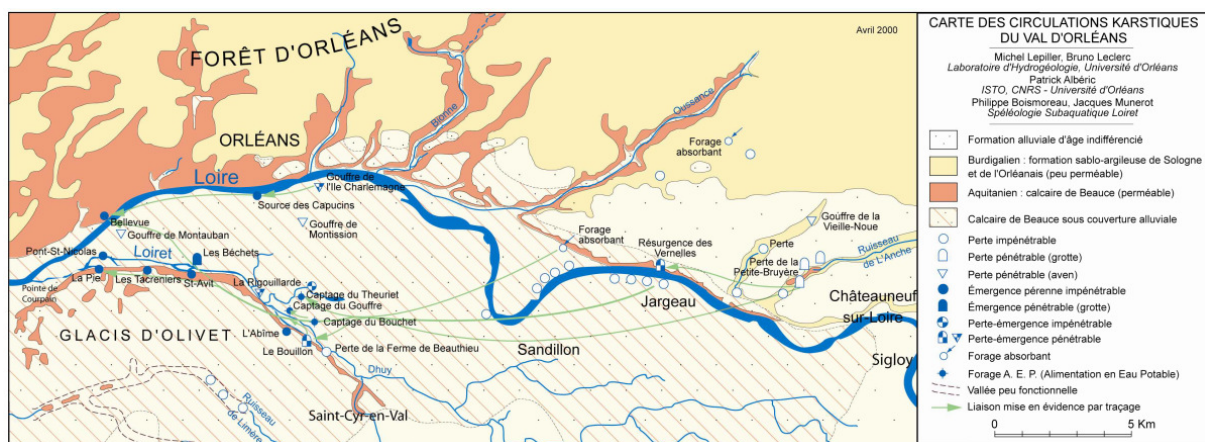 FORÊT D'ORLÉANS
Avril 2000
ORLÉANS
Bionne
Oussance
Forage
absorbant
Loire
Gouffre de
l'Ile Charlemagne
Source des Capucins
Bellevue
Gouffre de Montauban
Gouffre de
Montission
Forage
absorbant
Gouffre de la
Vieille-Noue
Perte
Résurgence des
Vernelles
Perte de la
Petite-Bruyère
Ruisseau
de L'Anche
Pont-St-Nicolas
Loiret
Les Béchets
La Pie
Les Tacreniers
St-Avit
La Rigouillarde
Pointe de
Courpain
Captage du Theuriet
Captage du Gouffre
Captage du Bouchet
Jargeau
Châteauneuf
-sur-Loire
GLACIS D'OLIVET
L'Abîme
Le Bouillon
Perte de la Ferme de Beauthieu
Sandillon
Sigloy
Dhuy
Ruisseau
de Limère
Saint-Cyr-en-Val
CARTE DES CIRCULATIONS KARSTIQUES
DU VAL D'ORLÉANS
Michel Lepiller, Bruno Leclerc
Laboratoire d'Hydrogéologie, Université d'Orléans
Patrick Albéric
ISTO, CNRS - Université d'Orléans
Philippe Boismoreau, Jacques Munerot
Spéléologie Subaquatique Loiret
Formation alluviale d'âge indifférencié
Burdigalien : formation sablo-argileuse de Sologne
et de l'Orléanais (peu perméable)
Aquitanien : calcaire de Beauce (perméable)
Calcaire de Beauce sous couverture alluviale
Perte impénétrable
Perte pénétrable (grotte)
Perte pénétrable (aven)
Émergence pérenne impénétrable
Émergence pénétrable (grotte)
Perte-émergence impénétrable
Perte-émergence pénétrable
Forage absorbant
Forage A. E. P. (Alimentation en Eau Potable)
Vallée peu fonctionnelle
Liaison mise en évidence par traçage
0 5 Km